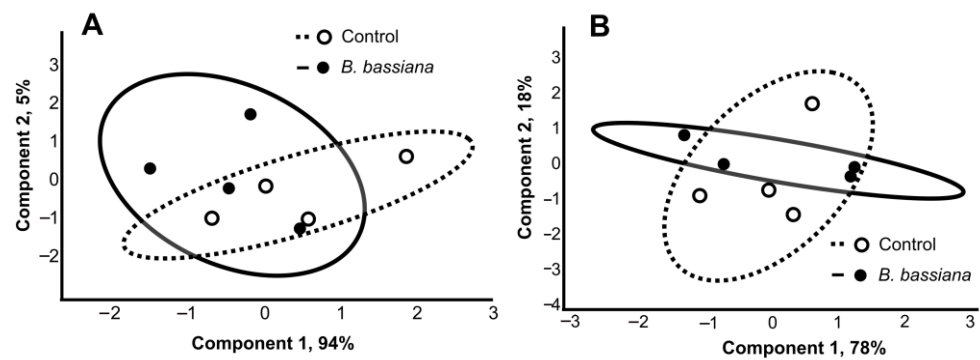 A
Control
B. bassiana
3
2
1
0
−1
−2
Component 2, 5%
−2
−1
0
1
2
3
Component 1, 94%
B
3
2
1
0
−1
−2
−3
−4
Component 2, 18%
Control
B. bassiana
−3
−2
−1
0
1
2
3
Component 1, 78%